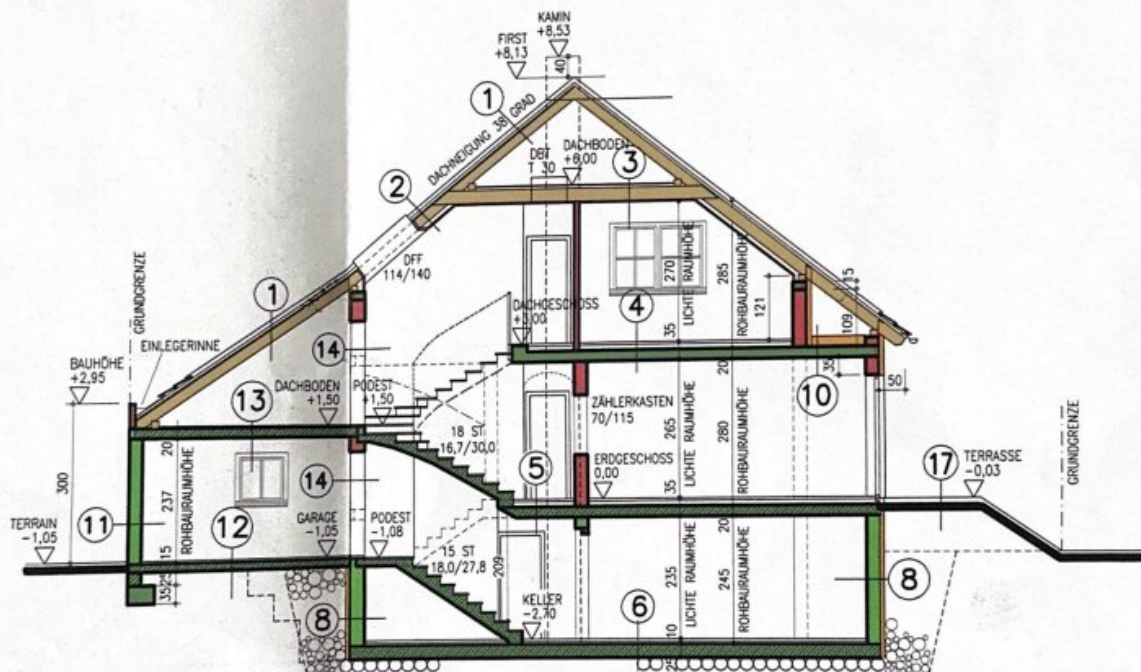 KAMIN
+8,53
FIRST
+8,13
40
1
DACHNEIGUNG 38 GRAD
DBT
T 30
DACHBODEN
+6,00
3
2
DFF
114/140
GRUNDGRENZE
1
EINLEGERINNE
BAUHÖHE
+2,95
270
LICHTE RAUMHÖHE
285
ROHBAURAUMHÖHE
121
15
109
35
DACHGESCHOSS
+3,00
4
35
14
10
50
13
DACHBODEN
+1,50
PODEST
+1,50
ZÄHLERKASTEN
70/115
20
265
LICHTE RAUMHÖHE
280
ROHBAURAUMHÖHE
18 ST
16,7/30,0
GRUNDGRENZE
300
20
237
ROHBAURAUMHÖHE
5
ERDGESCHOSS
0,00
35
17
TERRASSE
-0,03
14
TERRAIN
-1,05
11
12
GARAGE
-1,05
PODEST
-1,08
20
15
25
35
15 ST
18,0/27,8
209
235
LICHTE RAUMHÖHE
245
ROHBAURAUMHÖHE
8
KELLER
-2,70
6
8
10
25